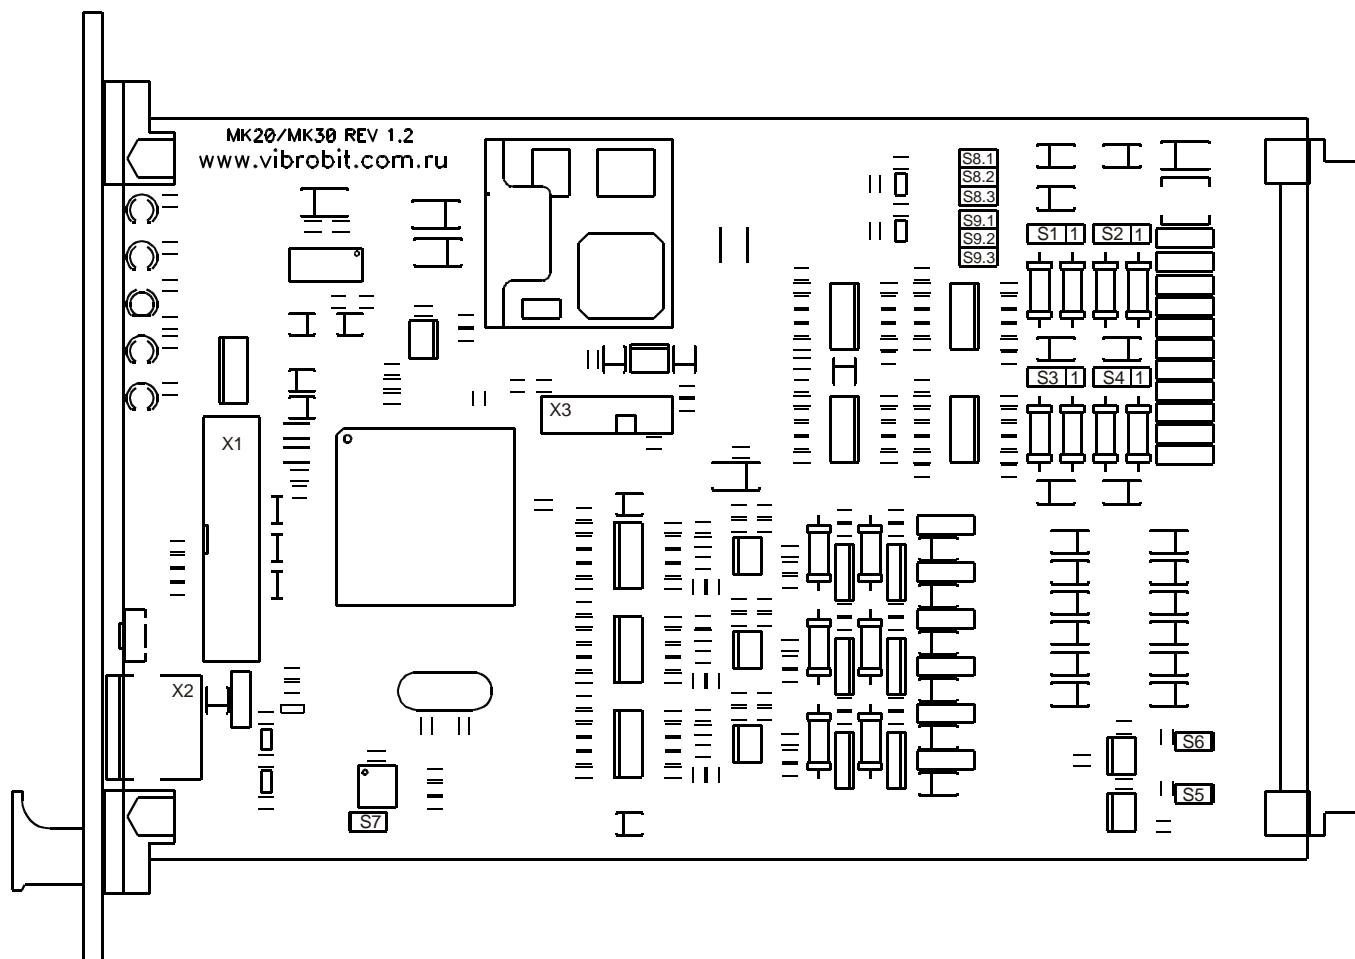 MK20/MK30 REV 1.2
www.vibrobit.com.ru
S8.1
S8.2
S8.3
S9.1
S9.2
S9.3
S1 1
S2 1
S3 1
S4 1
X3
X1
X2
S6
S5
S7